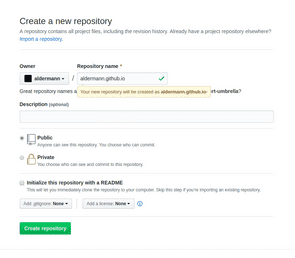 Create a new repository
A repository contains all project files, including the revision history. Already have a project repository elsewhere?
Import a repository.
Owner
Repository name *
aldermann
/
aldermann.github.io
Great repository names a
ert-umbrella?
Your new repository will be created as aldermann.github.io-
Description (optional)
Public
Anyone can see this repository. You choose who can commit.
Private
You choose who can see and commit to this repository.
Initialize this repository with a README
This will let you immediately clone the repository to your computer. Skip this step if you're importing an existing repository.
Add .gitignore: None
Add a license: None
Create repository